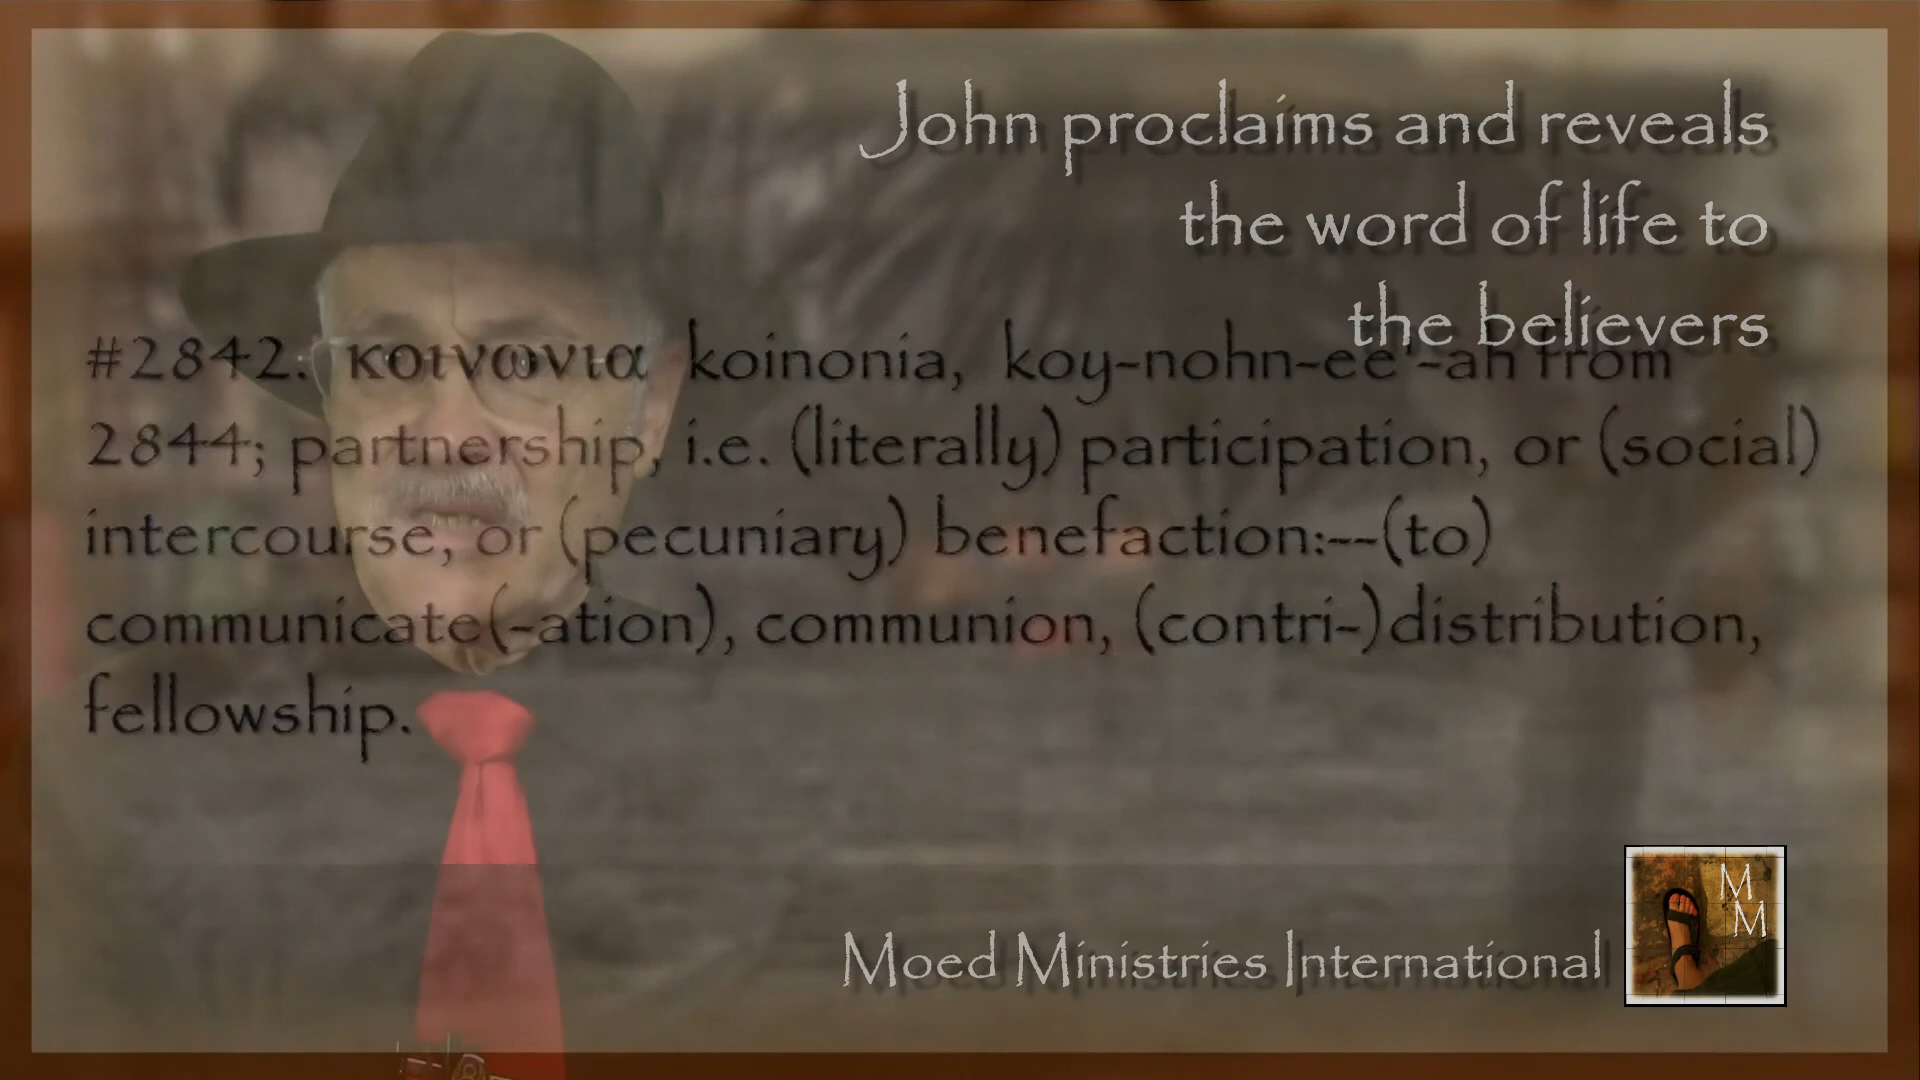 John proclaims and reveals
the word of life to
the believers
#2842. κοινωνια koinonia, koy-nohn-ee'-ah from
2844; partnership, i.e. (literally) participation, or (social)
intercourse, or (pecuniary) benefaction:--(to)
communicate(-ation), communion, (contri-)distribution,
fellowship.
Moed Ministries International
M
M